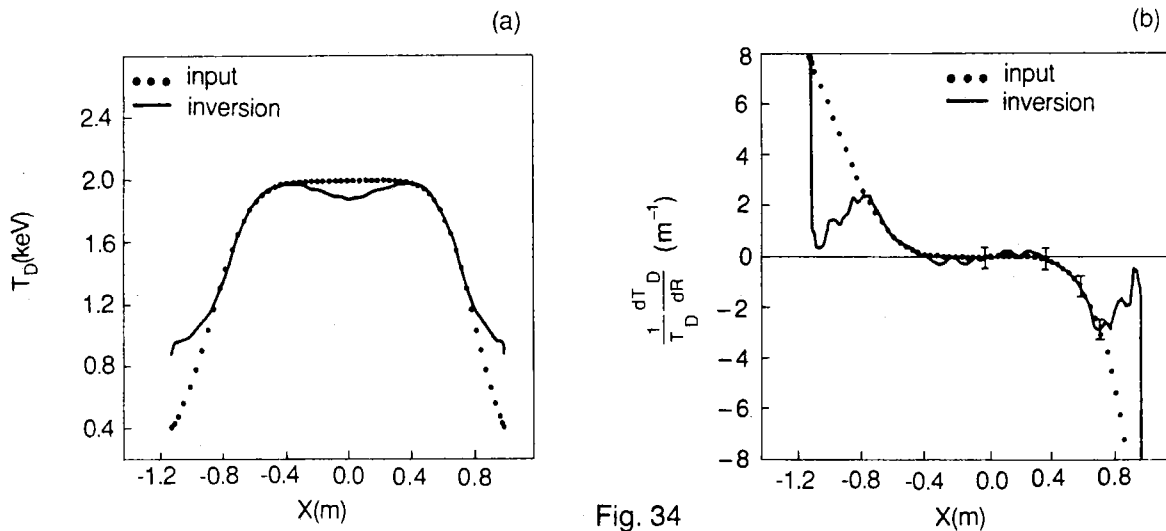 (a)
input
inversion
2.4
2.0
1.6
1.2
0.8
0.4
T_D(keV)
-1.2 -0.8 -0.4 0.0 0.4 0.8
X(m)
(b)
input
inversion
8
6
4
2
0
-2
-4
-6
-8
1/T_D dT_D/dR (m⁻¹)
-1.2 -0.8 -0.4 0.0 0.4 0.8
X(m)
Fig. 34